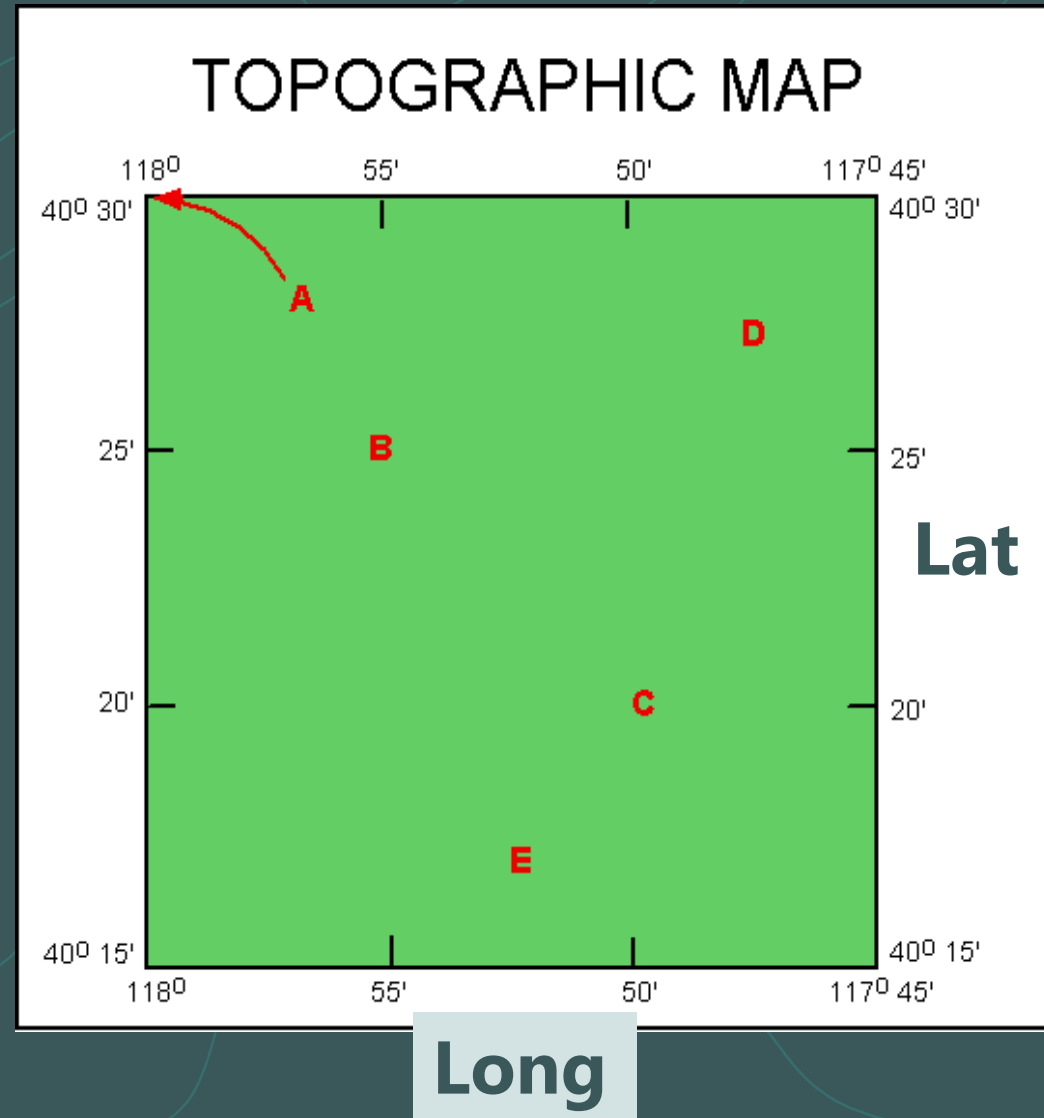 TOPOGRAPHIC MAP
118⁰ 55' 50' 117⁰ 45'
40⁰ 30' 40⁰ 30'
A
D
B
25' 25'
Lat
C
20' 20'
E
40⁰ 15' 40⁰ 15'
118⁰ 55' 50' 117⁰ 45'
Long